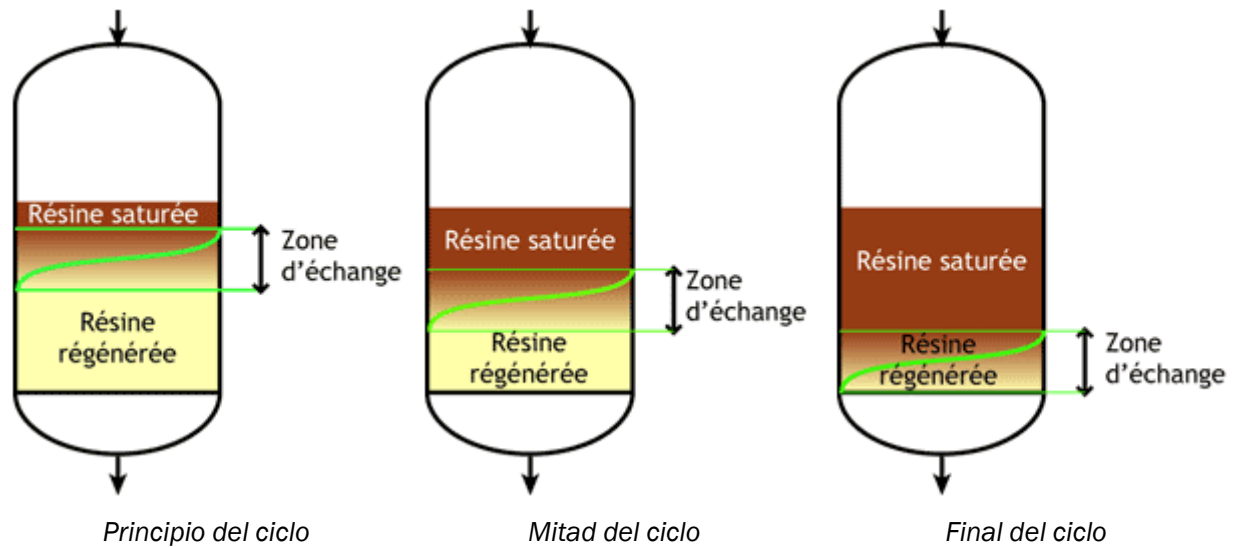 Résine saturée
Zone
d'échange
Résine
régénérée
Résine saturée
Zone
d'échange
Résine
régénérée
Résine saturée
Résine
régénérée
Zone
d'échange
Principio del ciclo
Mitad del ciclo
Final del ciclo